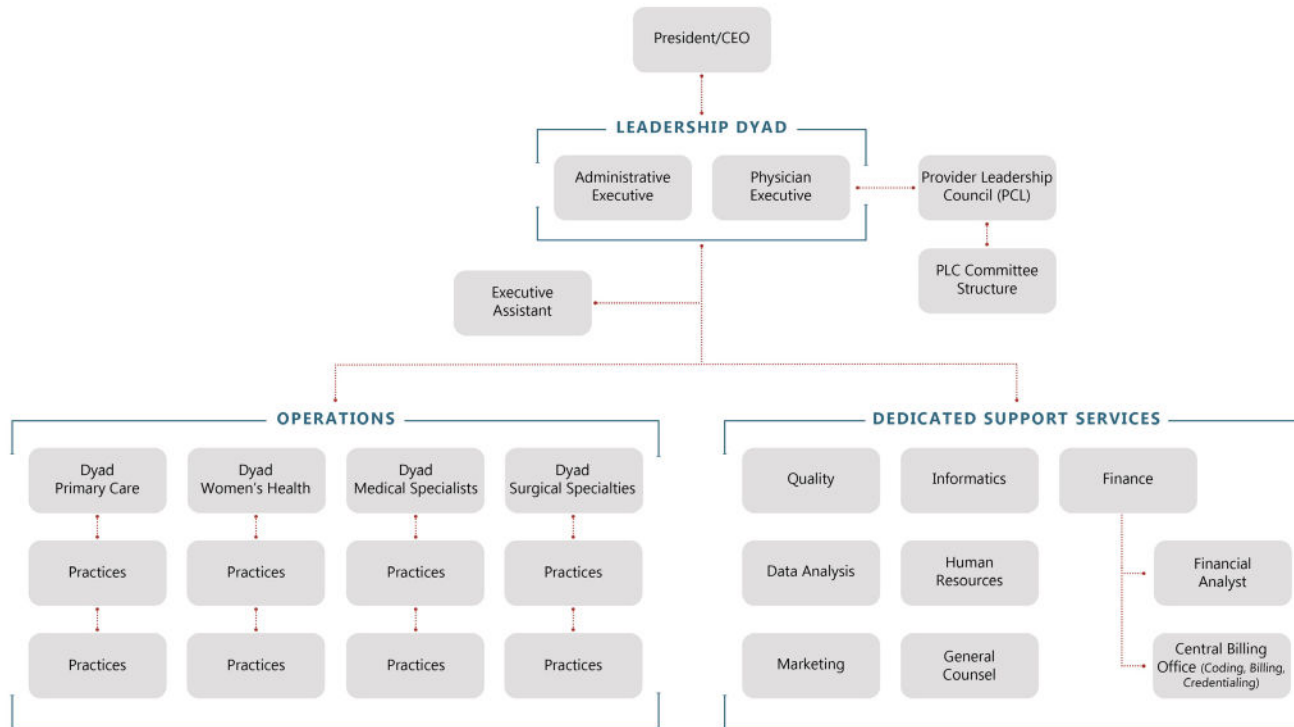 President/CEO
LEADERSHIP DYAD
Administrative
Executive
Physician
Executive
Provider Leadership
Council (PCL)
PLC Committee
Structure
Executive
Assistant
OPERATIONS
Dyad
Primary Care
Dyad
Women's Health
Dyad
Medical Specialists
Dyad
Surgical Specialties
Practices
Practices
Practices
Practices
Practices
Practices
Practices
Practices
DEDICATED SUPPORT SERVICES
Quality
Informatics
Finance
Data Analysis
Human
Resources
Financial
Analyst
Marketing
General
Counsel
Central Billing
Office (Coding, Billing,
Credentialing)